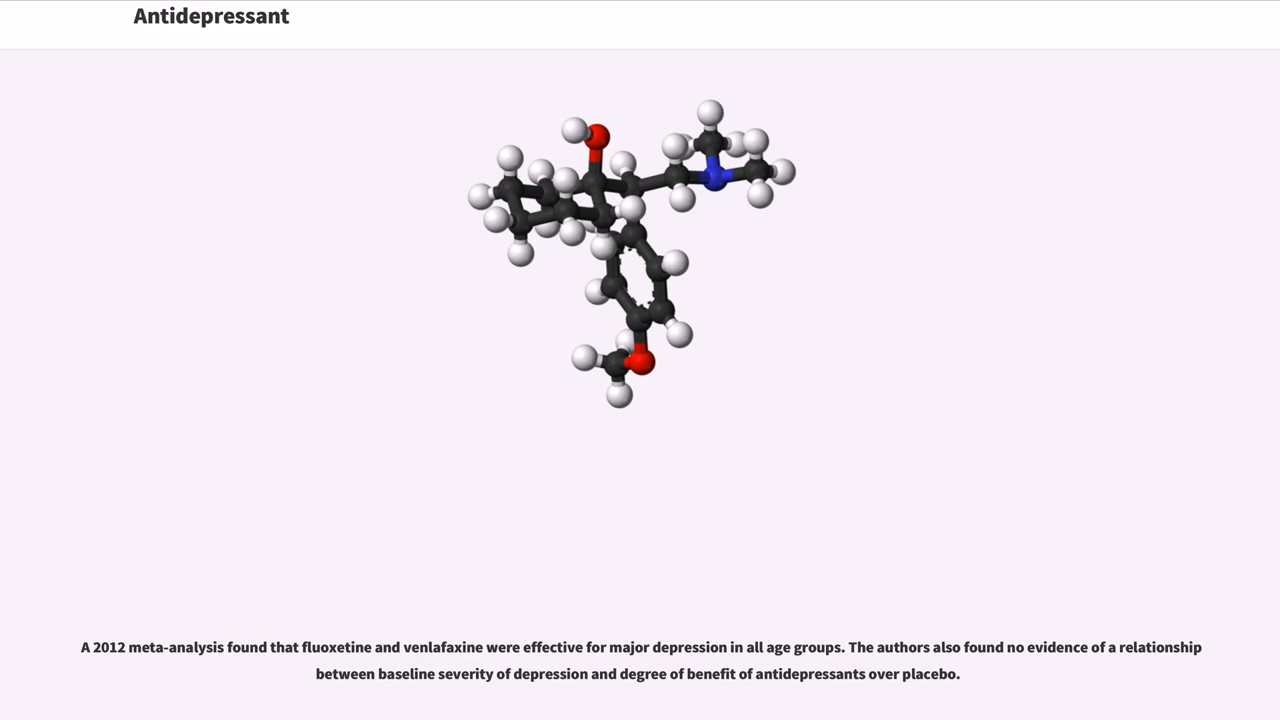 Antidepressant
A 2012 meta-analysis found that fluoxetine and venlafaxine were effective for major depression in all age groups. The authors also found no evidence of a relationship
between baseline severity of depression and degree of benefit of antidepressants over placebo.